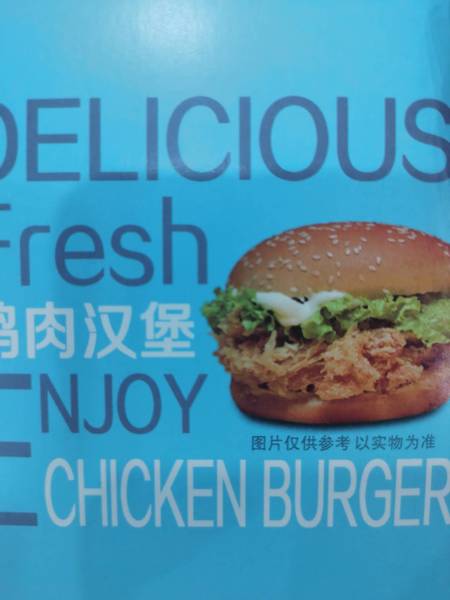 DELICIOUS
Fresh
鸡肉汉堡
ENJOY
图片仅供参考 以实物为准
CHICKEN BURGER